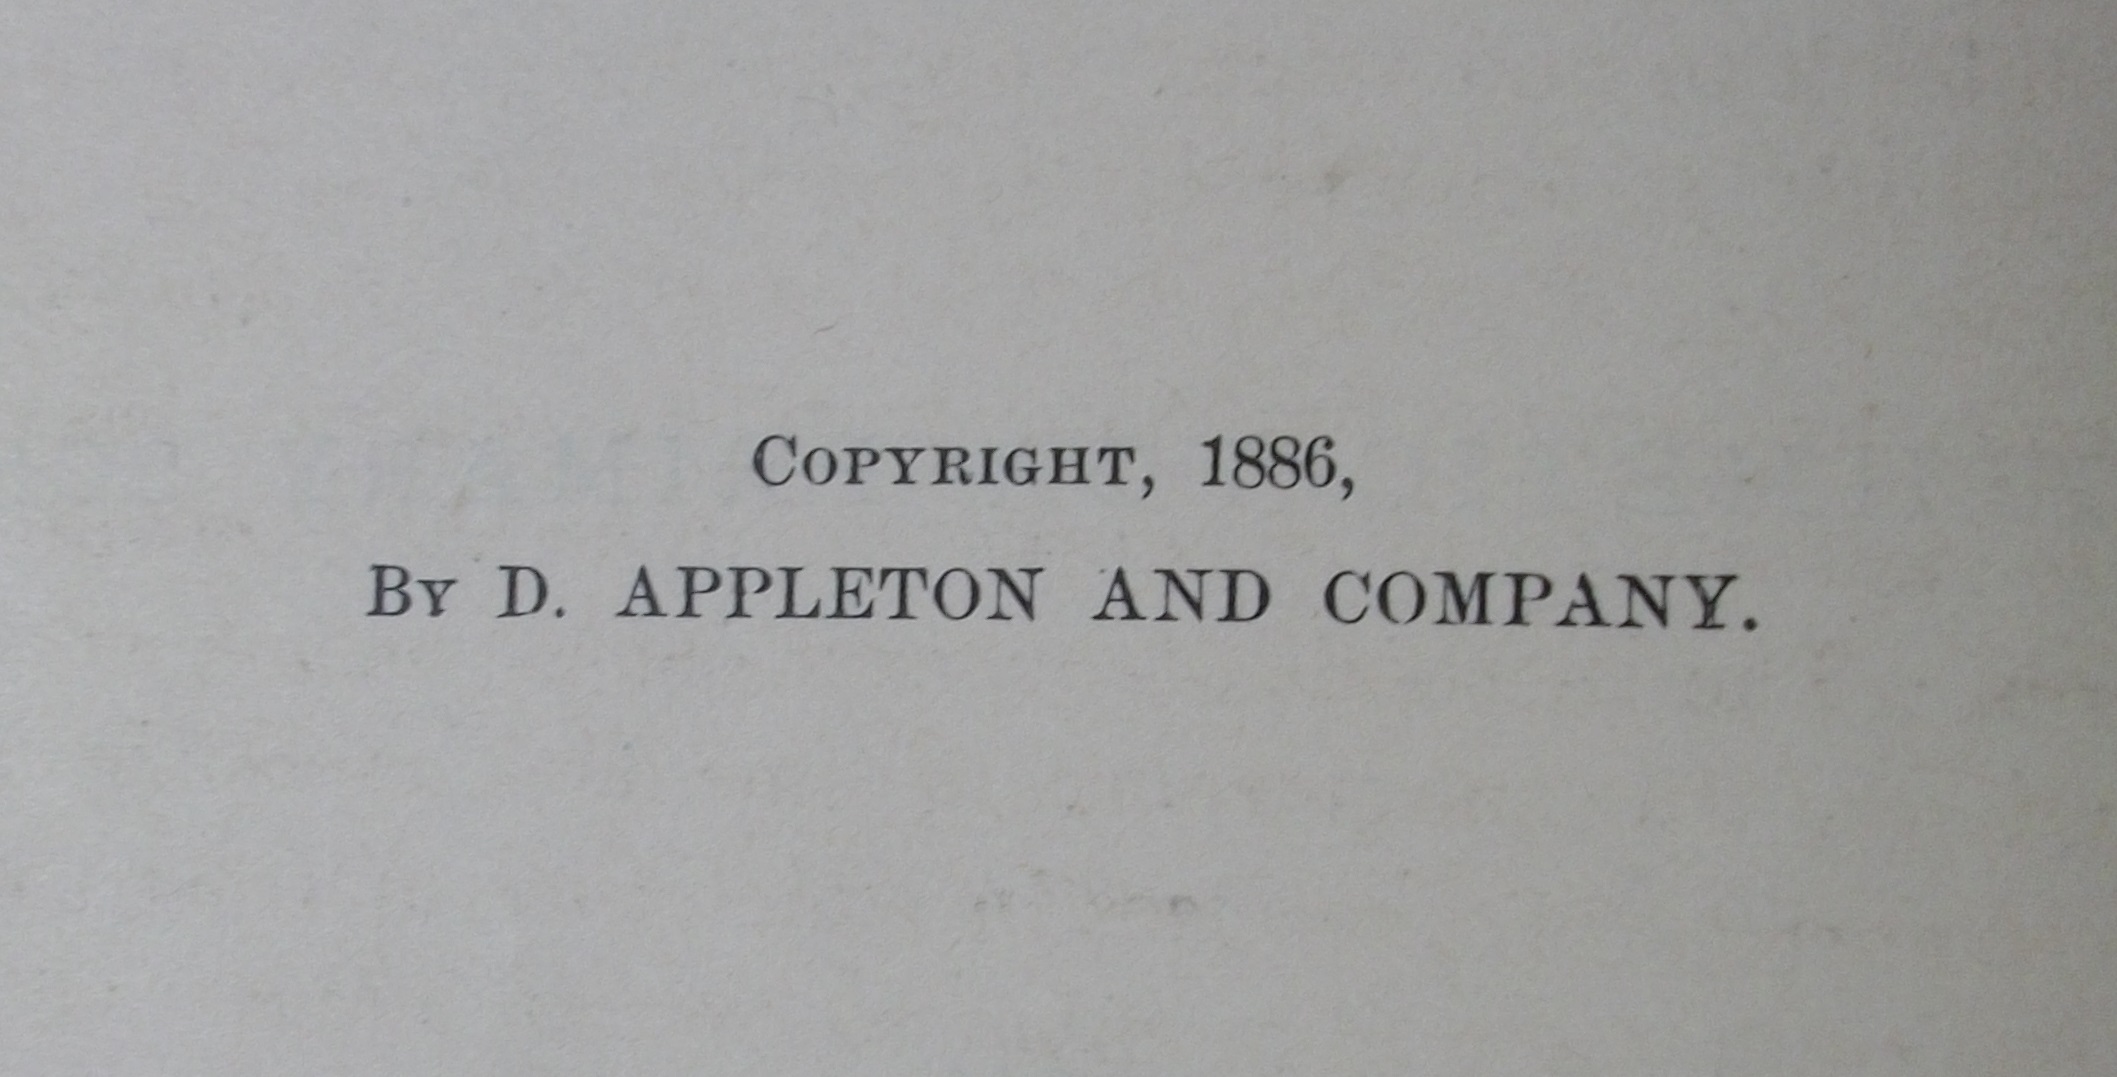 Copyright, 1886,
By D. APPLETON AND COMPANY.